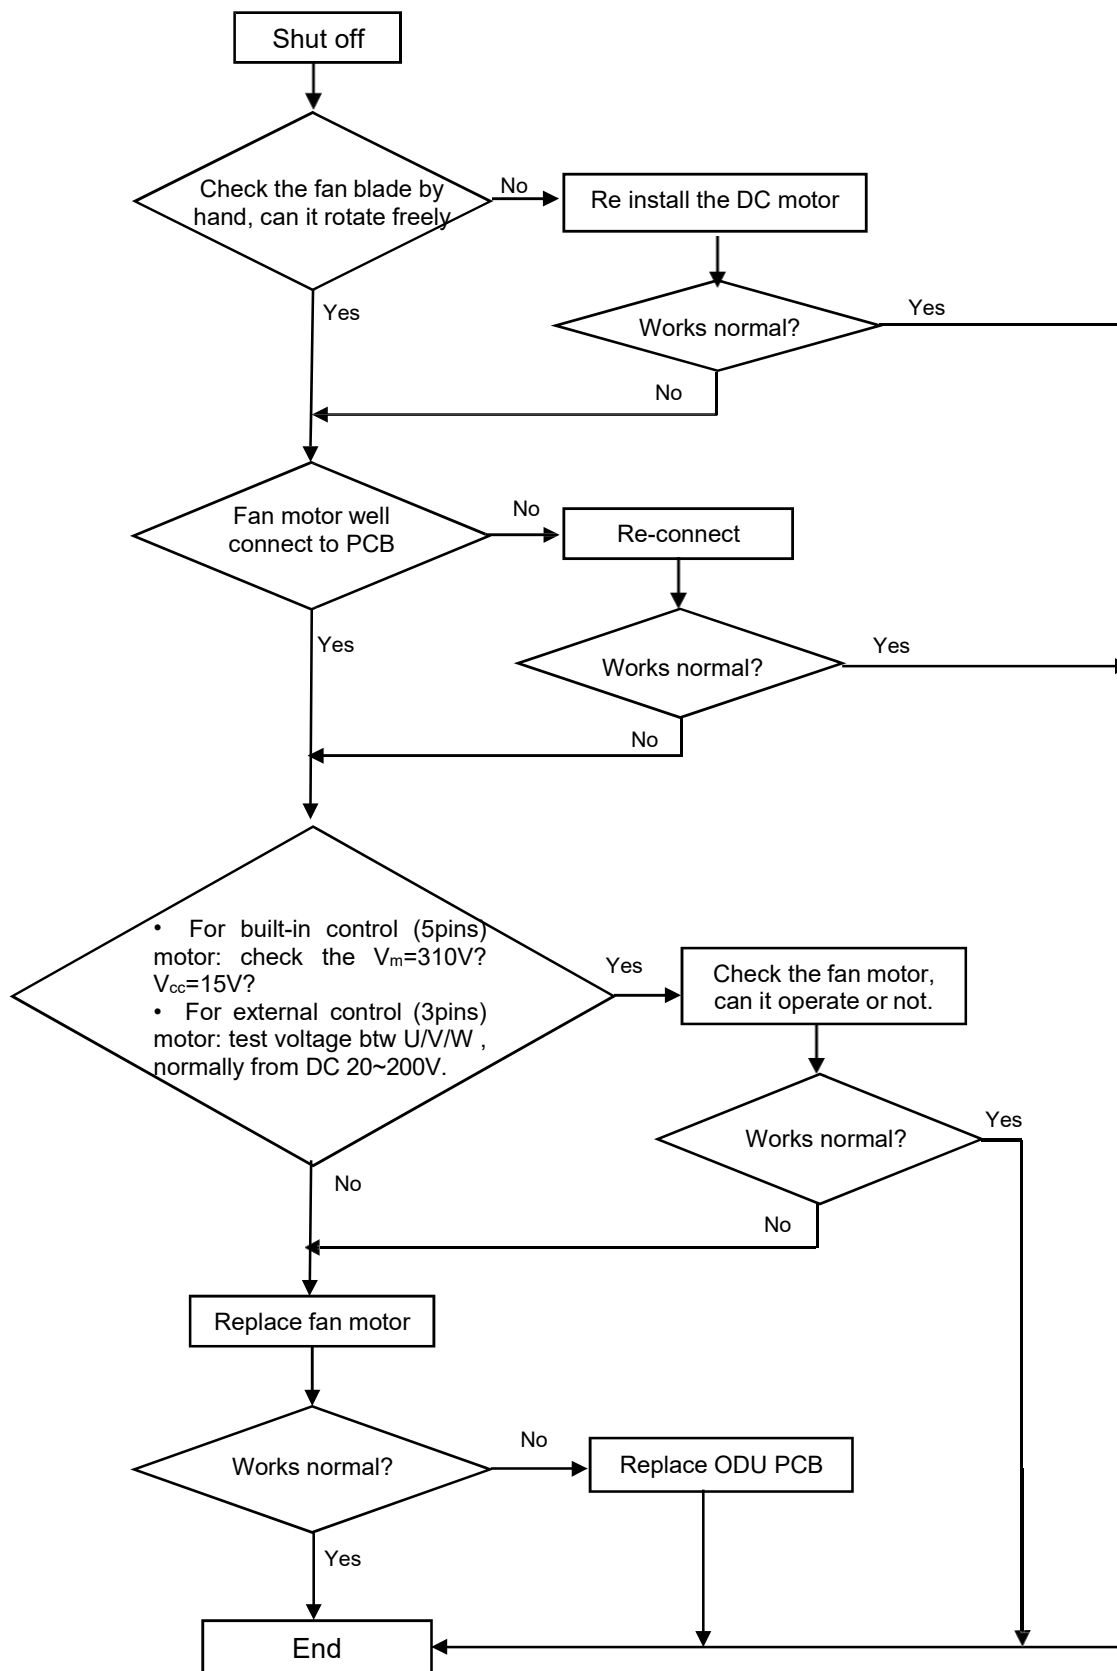 Shut off
Check the fan blade by
hand, can it rotate freely
No
Re install the DC motor
Yes
Works normal?
Yes
No
Fan motor well
connect to PCB
No
Re-connect
Yes
Works normal?
Yes
No
• For built-in control (5pins)
motor: check the Vm=310V?
Vcc=15V?
• For external control (3pins)
motor: test voltage btw U/V/W ,
normally from DC 20~200V.
Yes
Check the fan motor,
can it operate or not.
Works normal?
Yes
No
No
Replace fan motor
Works normal?
No
Replace ODU PCB
Yes
End